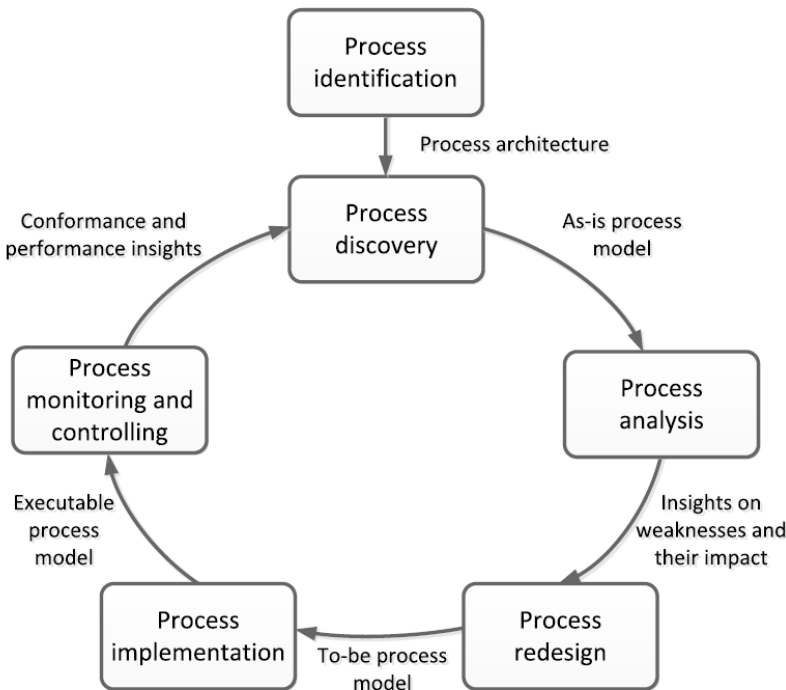 Process
identification
Process architecture
Process
discovery
Conformance and
performance insights
As-is process
model
Process
monitoring and
controlling
Process
analysis
Executable
process
model
Insights on
weaknesses and
their impact
Process
implementation
To-be process
model
Process
redesign